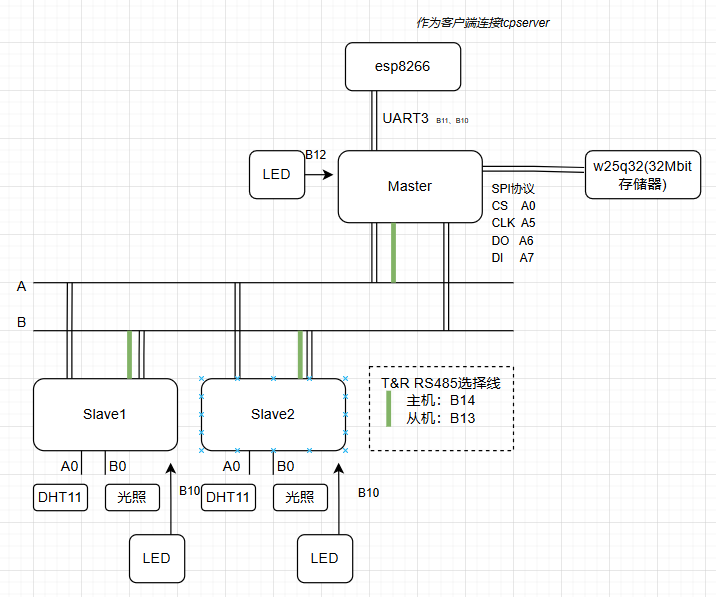 作为客户端连接tcpserver
esp8266
UART3 B11、B10
LED
B12
Master
w25q32(32Mbit
存储器)
SPI协议
CS A0
CLK A5
DO A6
DI A7
A
B
T&R RS485选择线
主机：B14
从机：B13
Slave1
Slave2
A0
B0
A0
B0
DHT11
光照
B10
DHT11
光照
B10
LED
LED